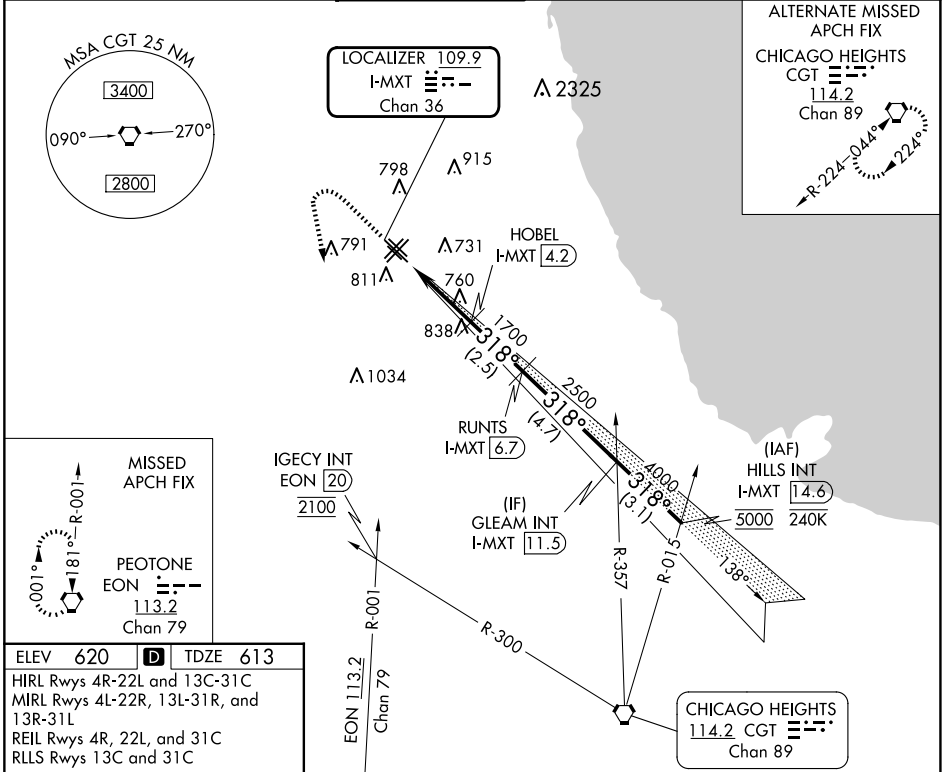 MSA CGT 25 NM
3400
090°
270°
2800
LOCALIZER 109.9
I-MXT
Chan 36
2325
ALTERNATE MISSED
APCH FIX
CHICAGO HEIGHTS
CGT
114.2
Chan 89
R-224
044°
224°
798
915
791
731
811
760
838
1034
HOBEL
I-MXT 4.2
1700
318°
(2.5)
RUNTS
I-MXT 6.7
2500
318°
(4.7)
(IF)
GLEAM INT
I-MXT 11.5
4000
318°
(3.1)
(IAF)
HILLS INT
I-MXT 14.6
5000 240K
138°
IGECY INT
EON 20
2100
MISSED
APCH FIX
R-001
181°
001°
PEOTONE
EON
113.2
Chan 79
R-001
EON 113.2
Chan 79
R-300
R-357
R-015
CHICAGO HEIGHTS
114.2 CGT
Chan 89
ELEV 620 D TDZE 613
HIRL Rwys 4R-22L and 13C-31C
MIRL Rwys 4L-22R, 13L-31R, and
13R-31L
REIL Rwys 4R, 22L, and 31C
RLLS Rwys 13C and 31C